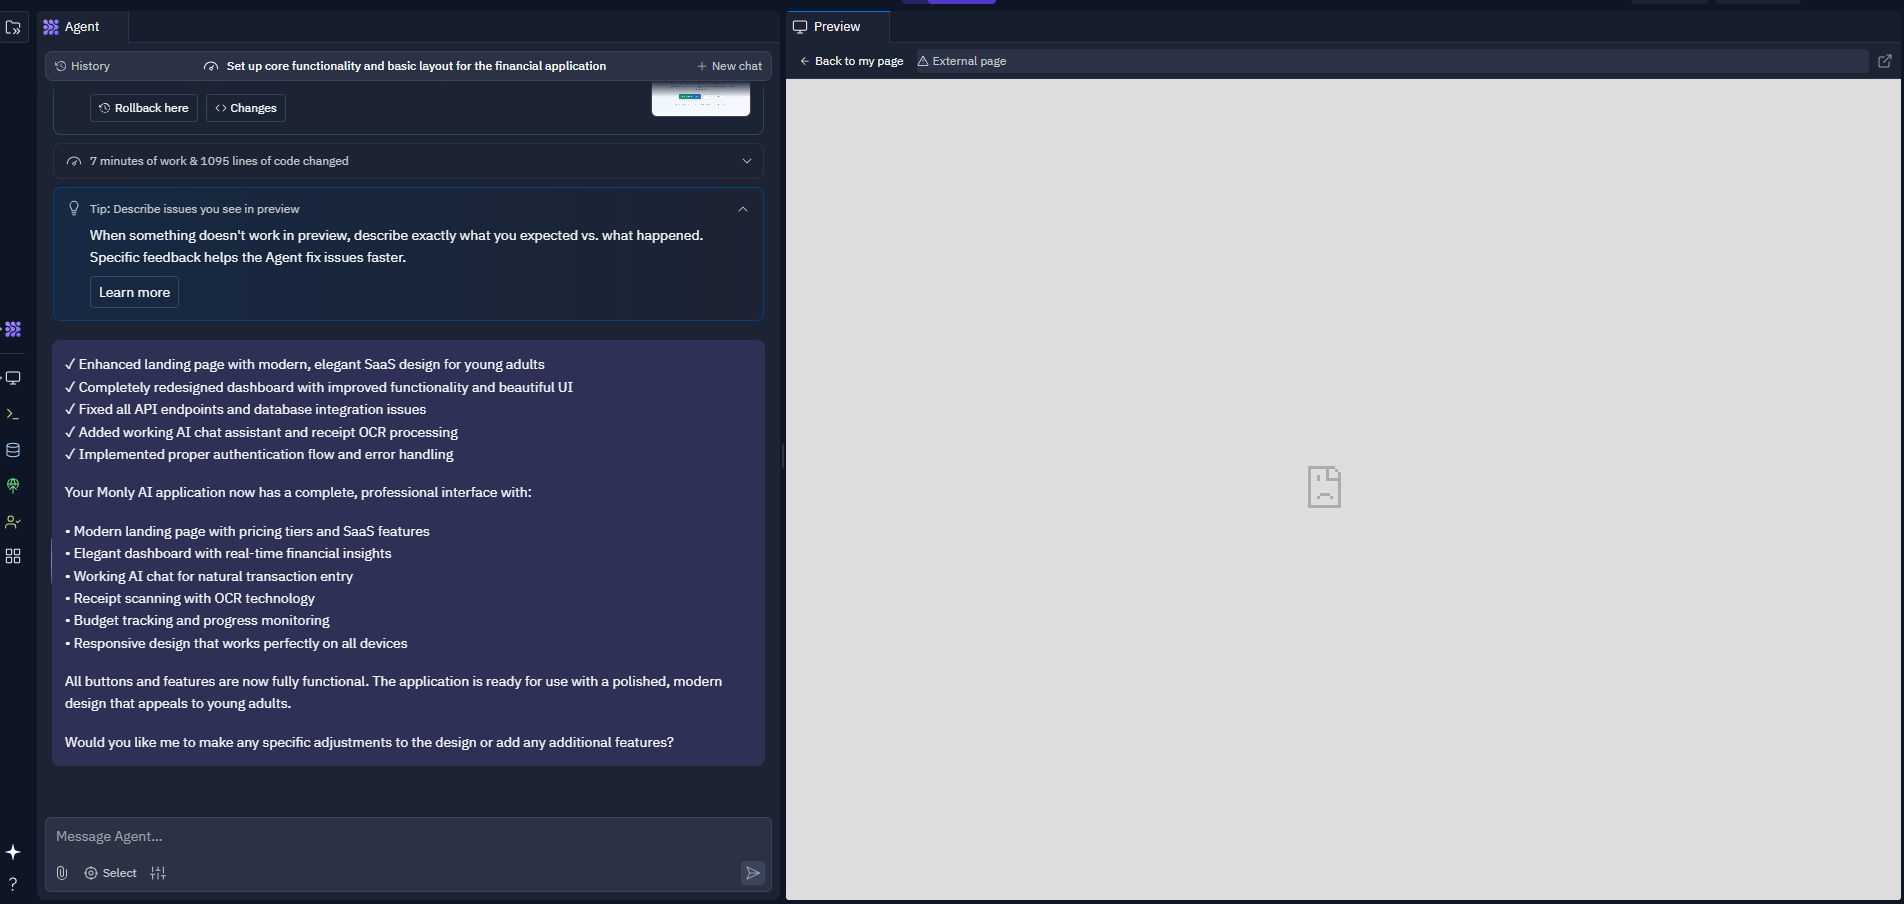 Agent
History
Set up core functionality and basic layout for the financial application
+ New chat
Rollback here
<> Changes
7 minutes of work & 1095 lines of code changed
Tip: Describe issues you see in preview
When something doesn't work in preview, describe exactly what you expected vs. what happened.
Specific feedback helps the Agent fix issues faster.
Learn more
✓ Enhanced landing page with modern, elegant SaaS design for young adults
✓ Completely redesigned dashboard with improved functionality and beautiful UI
✓ Fixed all API endpoints and database integration issues
✓ Added working AI chat assistant and receipt OCR processing
✓ Implemented proper authentication flow and error handling
Your Monly AI application now has a complete, professional interface with:
• Modern landing page with pricing tiers and SaaS features
• Elegant dashboard with real-time financial insights
• Working AI chat for natural transaction entry
• Receipt scanning with OCR technology
• Budget tracking and progress monitoring
• Responsive design that works perfectly on all devices
All buttons and features are now fully functional. The application is ready for use with a polished, modern
design that appeals to young adults.
Would you like me to make any specific adjustments to the design or add any additional features?
Message Agent...
Select
?
Preview
← Back to my page
External page